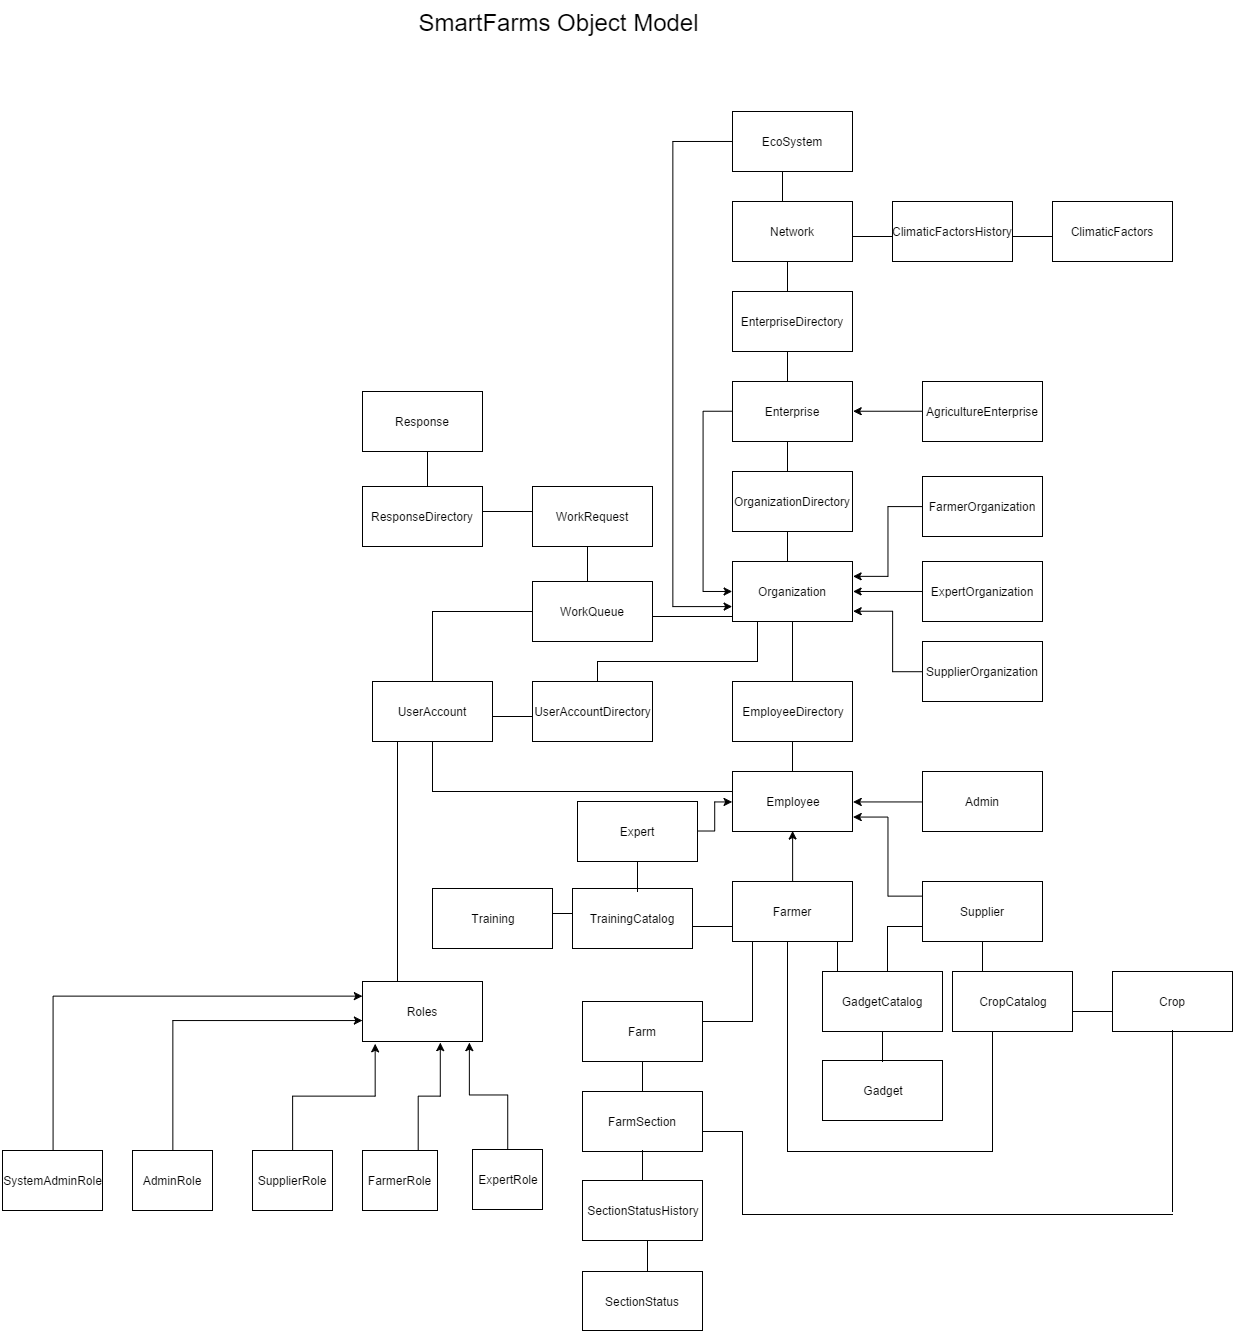 SmartFarms Object Model
EcoSystem
Network
ClimaticFactorsHistory
ClimaticFactors
EnterpriseDirectory
Response
Enterprise
AgricultureEnterprise
ResponseDirectory
WorkRequest
OrganizationDirectory
FarmerOrganization
WorkQueue
Organization
ExpertOrganization
SupplierOrganization
UserAccount
UserAccountDirectory
EmployeeDirectory
Expert
Employee
Admin
Training
TrainingCatalog
Farmer
Supplier
Roles
Farm
GadgetCatalog
CropCatalog
Crop
FarmSection
Gadget
SystemAdminRole
AdminRole
SupplierRole
FarmerRole
ExpertRole
SectionStatusHistory
SectionStatus